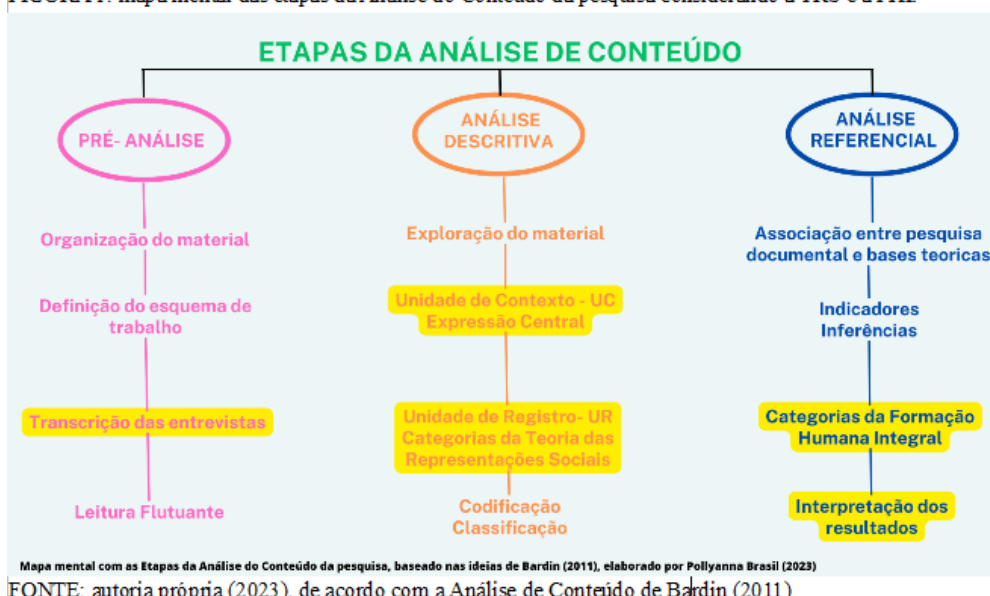 ETAPAS DA ANÁLISE DE CONTEÚDO
PRÉ- ANÁLISE
Organização do material
Definição do esquema de
trabalho
Transcrição das entrevistas
Leitura Flutuante
ANÁLISE
DESCRITIVA
Exploração do material
Unidade de Contexto - UC
Expressão Central
Unidade de Registro- UR
Categorias da Teoria das
Representações Sociais
Codificação
Classificação
ANÁLISE
REFERENCIAL
Associação entre pesquisa
documental e bases teoricas
Indicadores
Inferências
Categorias da Formação
Humana Integral
Interpretação dos
resultados
Mapa mental com as Etapas da Análise do Conteúdo da pesquisa, baseado nas ideias de Bardin (2011), elaborado por Pollyanna Brasil (2023)
FONTE: autoria própria (2023), de acordo com a Análise de Conteúdo de Bardin (2011)